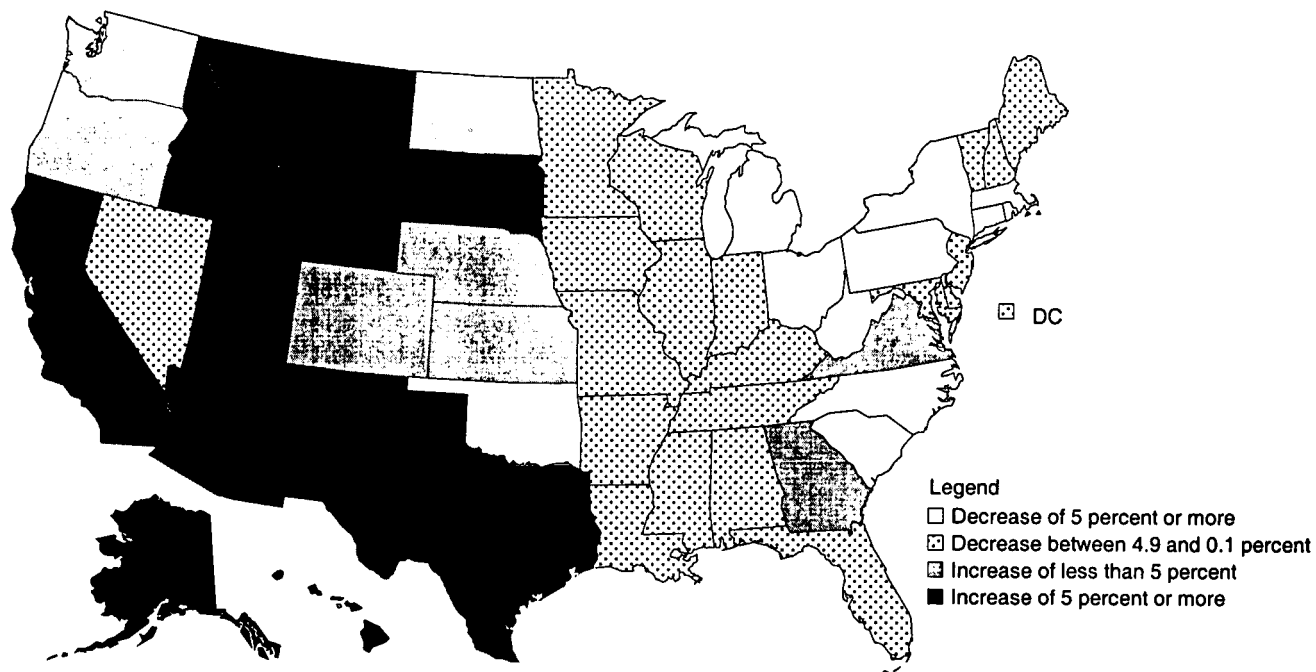 DC
Legend
Decrease of 5 percent or more
Decrease between 4.9 and 0.1 percent
Increase of less than 5 percent
Increase of 5 percent or more